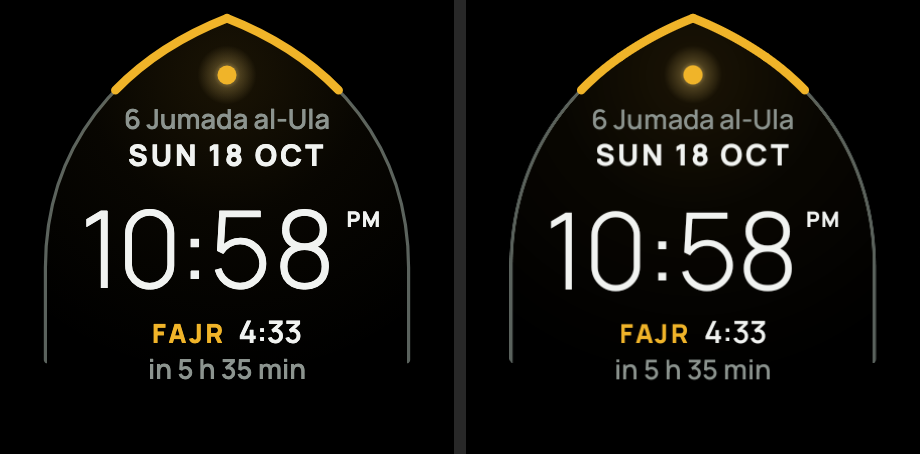 6 Jumada al-Ula
SUN 18 OCT
10:58 PM
FAJR 4:33
in 5 h 35 min
6 Jumada al-Ula
SUN 18 OCT
10:58 PM
FAJR 4:33
in 5 h 35 min